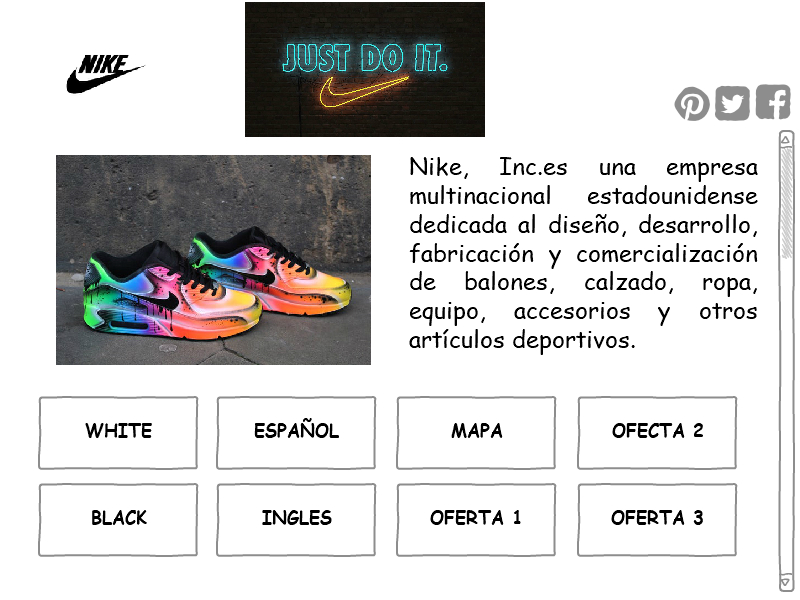 NIKE
JUST DO IT.
Nike, Inc.es una empresa
multinacional estadounidense
dedicada al diseño, desarrollo,
fabricación y comercialización
de balones, calzado, ropa,
equipo, accesorios y otros
artículos deportivos.
WHITE ESPAÑOL MAPA OFECTA 2
BLACK INGLES OFERTA 1 OFERTA 3